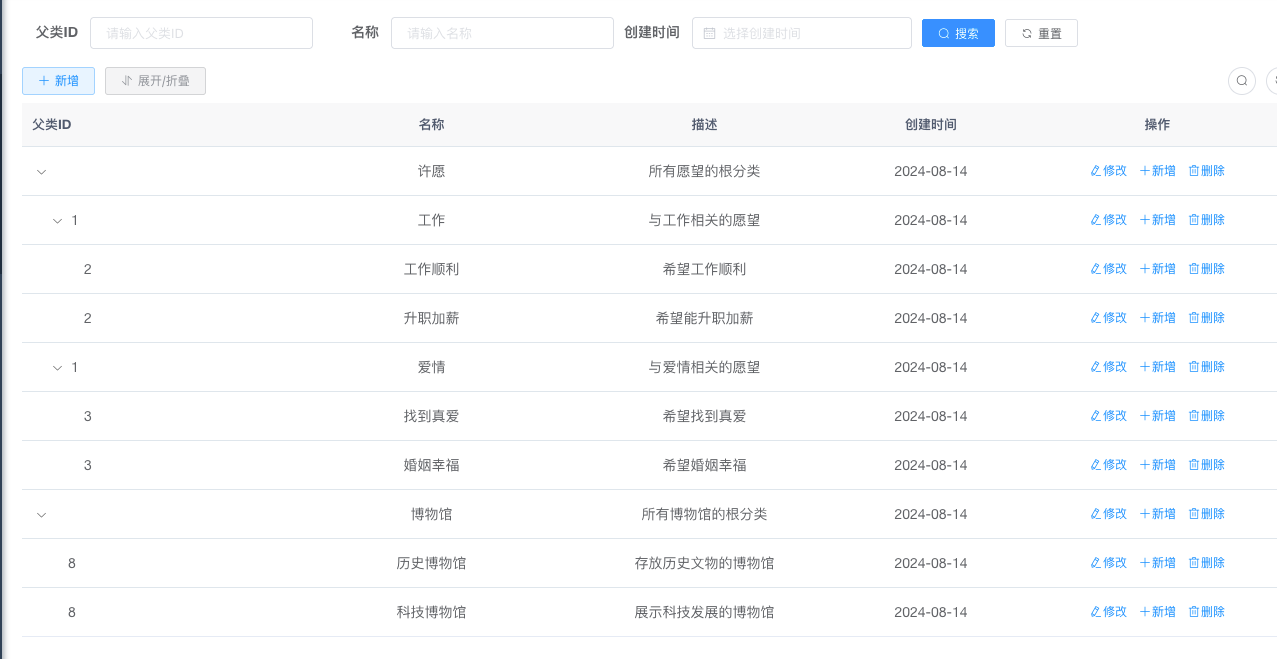 父类ID 请输入父类ID 名称 请输入名称 创建时间 选择创建时间 搜索 重置
新增 展开/折叠
父类ID 名称 描述 创建时间 操作
许愿 所有愿望的根分类 2024-08-14 修改 新增 删除
1 工作 与工作相关的愿望 2024-08-14 修改 新增 删除
2 工作顺利 希望工作顺利 2024-08-14 修改 新增 删除
2 升职加薪 希望能升职加薪 2024-08-14 修改 新增 删除
1 爱情 与爱情相关的愿望 2024-08-14 修改 新增 删除
3 找到真爱 希望找到真爱 2024-08-14 修改 新增 删除
3 婚姻幸福 希望婚姻幸福 2024-08-14 修改 新增 删除
博物馆 所有博物馆的根分类 2024-08-14 修改 新增 删除
8 历史博物馆 存放历史文物的博物馆 2024-08-14 修改 新增 删除
8 科技博物馆 展示科技发展的博物馆 2024-08-14 修改 新增 删除